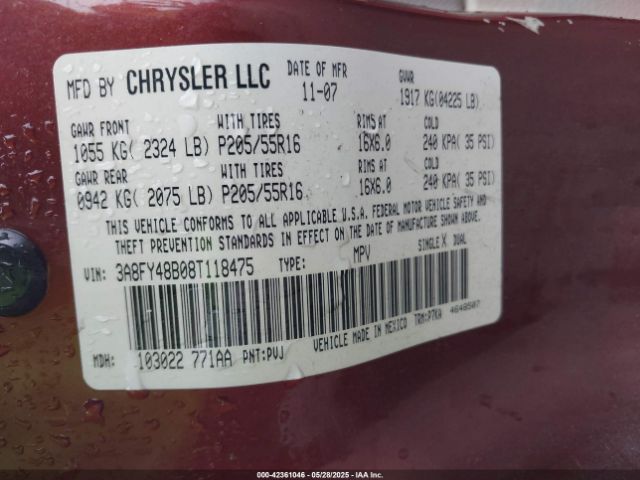 MFD BY CHRYSLER LLC DATE OF MFR 11-07 GVWR 1917 KG(04225 LB)
GAWR FRONT WITH TIRES RIMS AT COLD
1055 KG( 2324 LB) P205/55R16 16X6.0 240 KPA( 35 PSI)
GAWR REAR WITH TIRES RIMS AT COLD
0942 KG( 2075 LB) P205/55R16 16X6.0 240 KPA( 35 PSI)
THIS VEHICLE CONFORMS TO ALL APPLICABLE U.S.A. FEDERAL MOTOR VEHICLE SAFETY AND
THEFT PREVENTION STANDARDS IN EFFECT ON THE DATE OF MANUFACTURE SHOWN ABOVE.
VIN: 3A8FY48B08T118475 TYPE: MPV SINGLE X DUAL
MDH: 103022 771AA PNT:PVJ VEHICLE MADE IN MEXICO TRM:P7KA 4648507
000-42361046 | 05/28/2025 | IAA Inc.